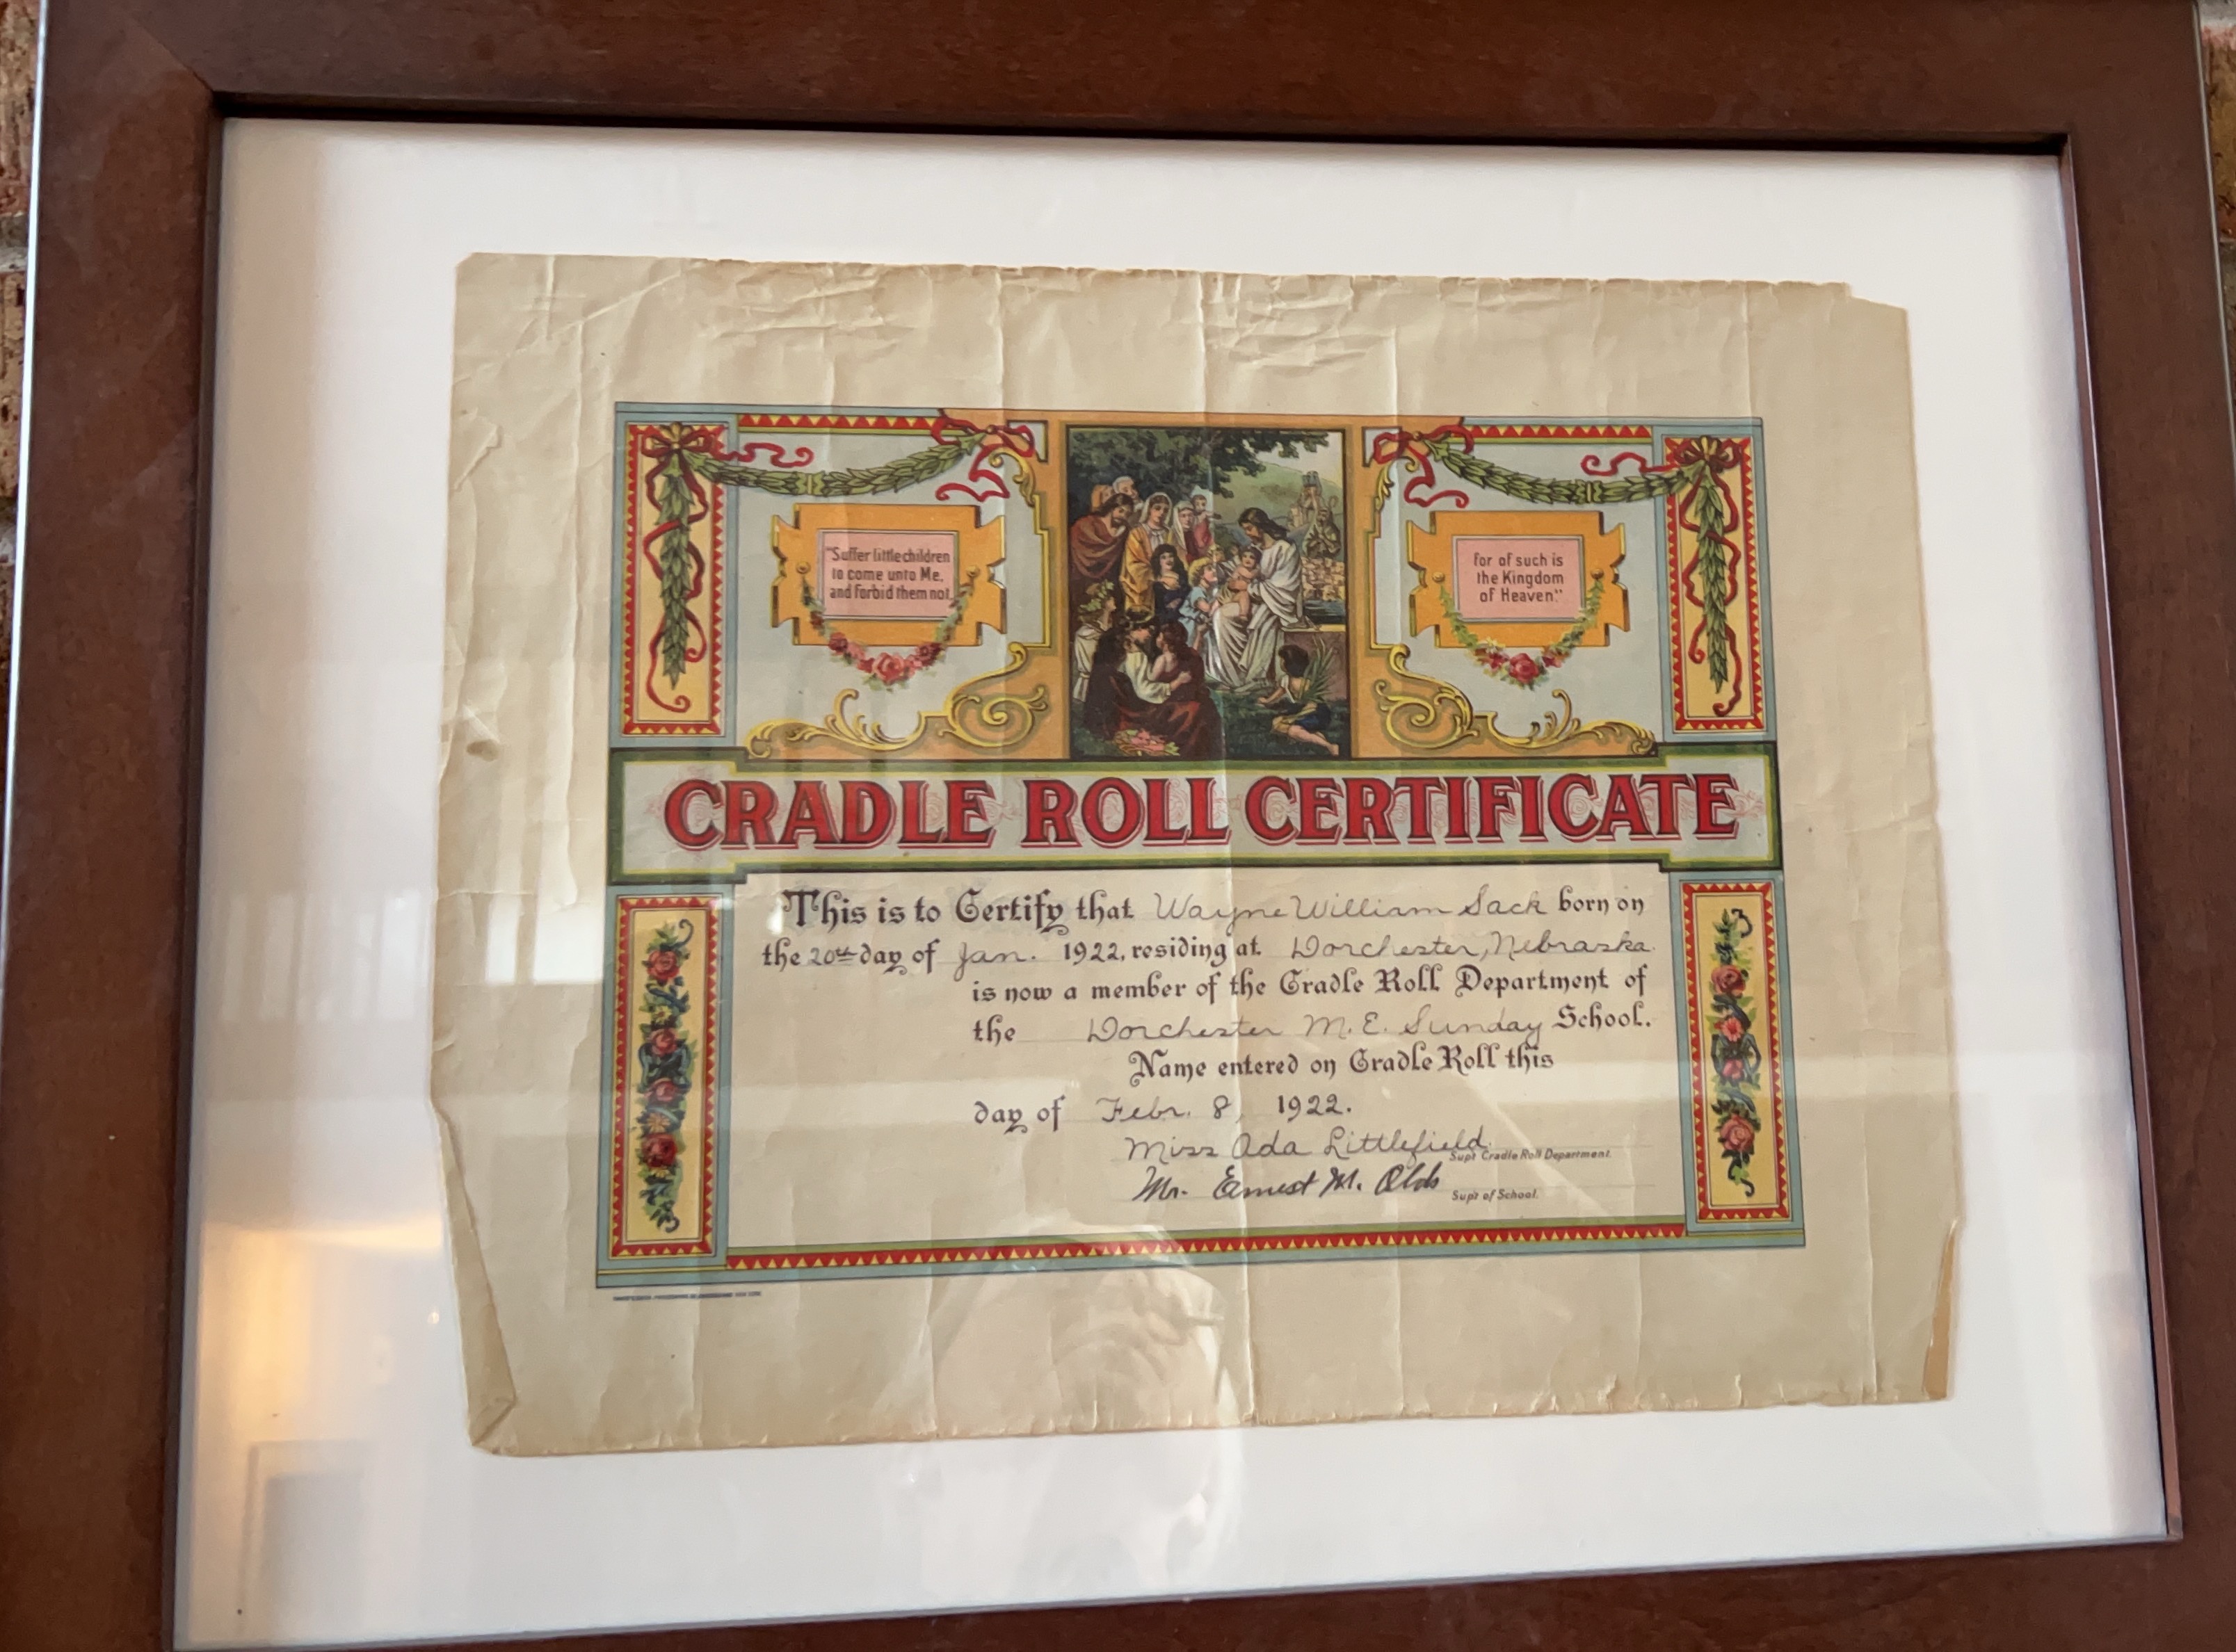 "Suffer little children
to come unto Me,
and forbid them not
for of such is
the Kingdom
of Heaven."
CRADLE ROLL CERTIFICATE
This is to Certify that Wayne William Sack born on
the 20th day of Jan. 1922, residing at Dorchester, Nebraska.
is now a member of the Cradle Roll Department of
the Dorchester M.E. Sunday School.
Name entered on Cradle Roll this
day of Febr. 8, 1922.
Miss Ada Littlefield. Supt Cradle Roll Department.
Mr. Ernest M. Olds Sup't of School.